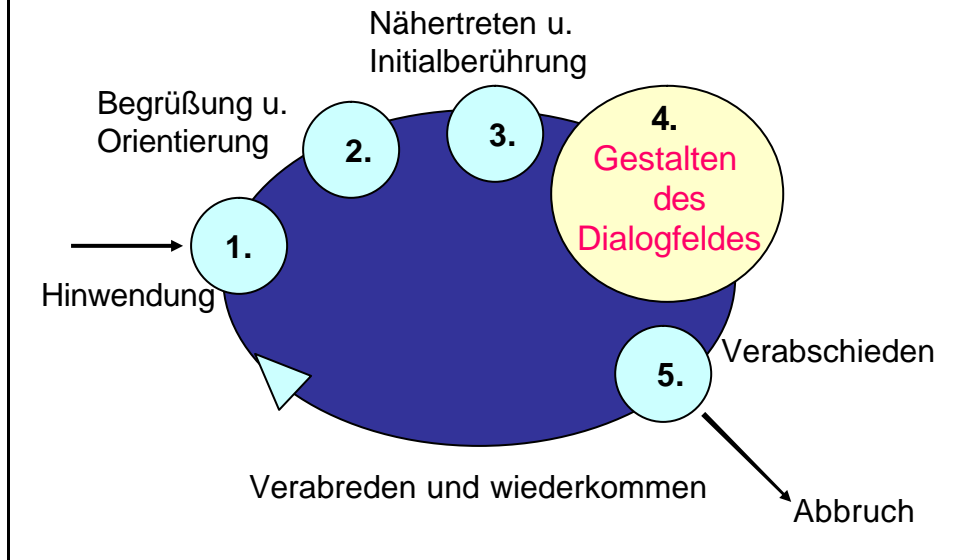 Nähertreten u.
Initialberührung
Begrüßung u.
Orientierung
1.
2.
3.
4.
Gestalten
des
Dialogfeldes
Hinwendung
5.
Verabschieden
Verabreden und wiederkommen
Abbruch